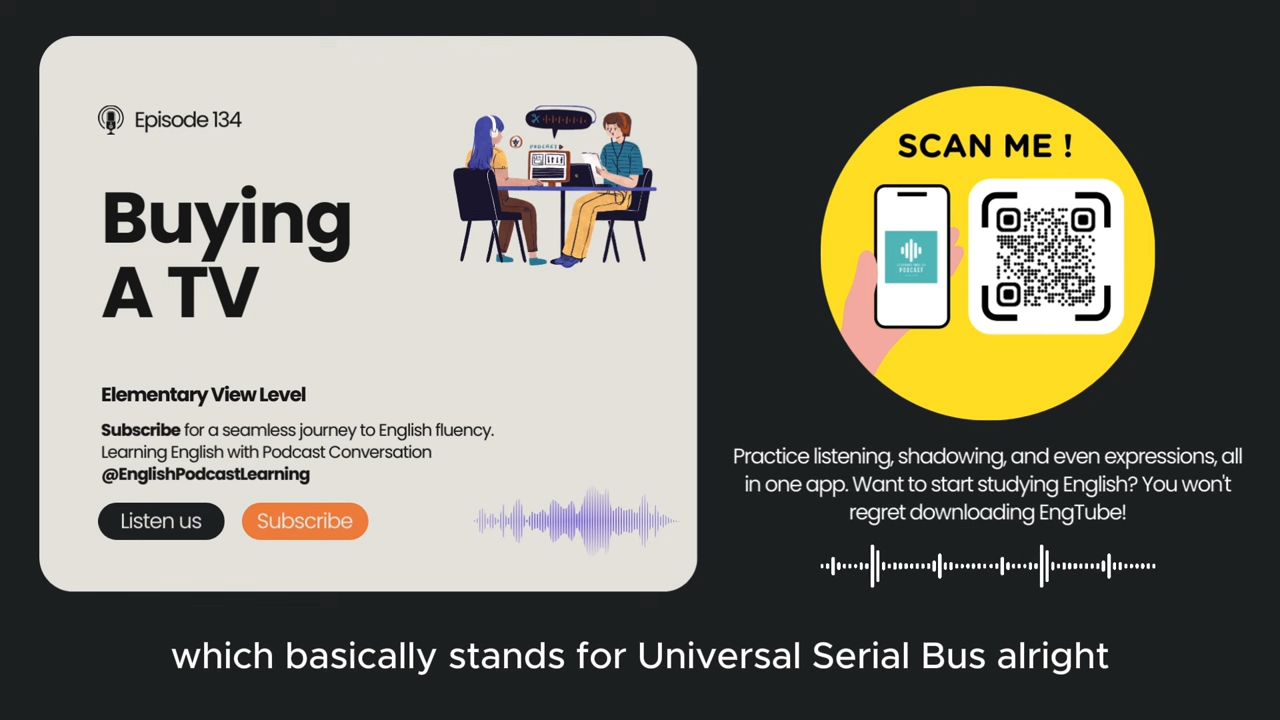 Episode 134
PODCAST
Buying
A TV
Elementary View Level
Subscribe for a seamless journey to English fluency.
Learning English with Podcast Conversation
@EnglishPodcastLearning
Listen us
Subscribe
SCAN ME !
PODCAST
Practice listening, shadowing, and even expressions, all
in one app. Want to start studying English? You won't
regret downloading EngTube!
which basically stands for Universal Serial Bus alright